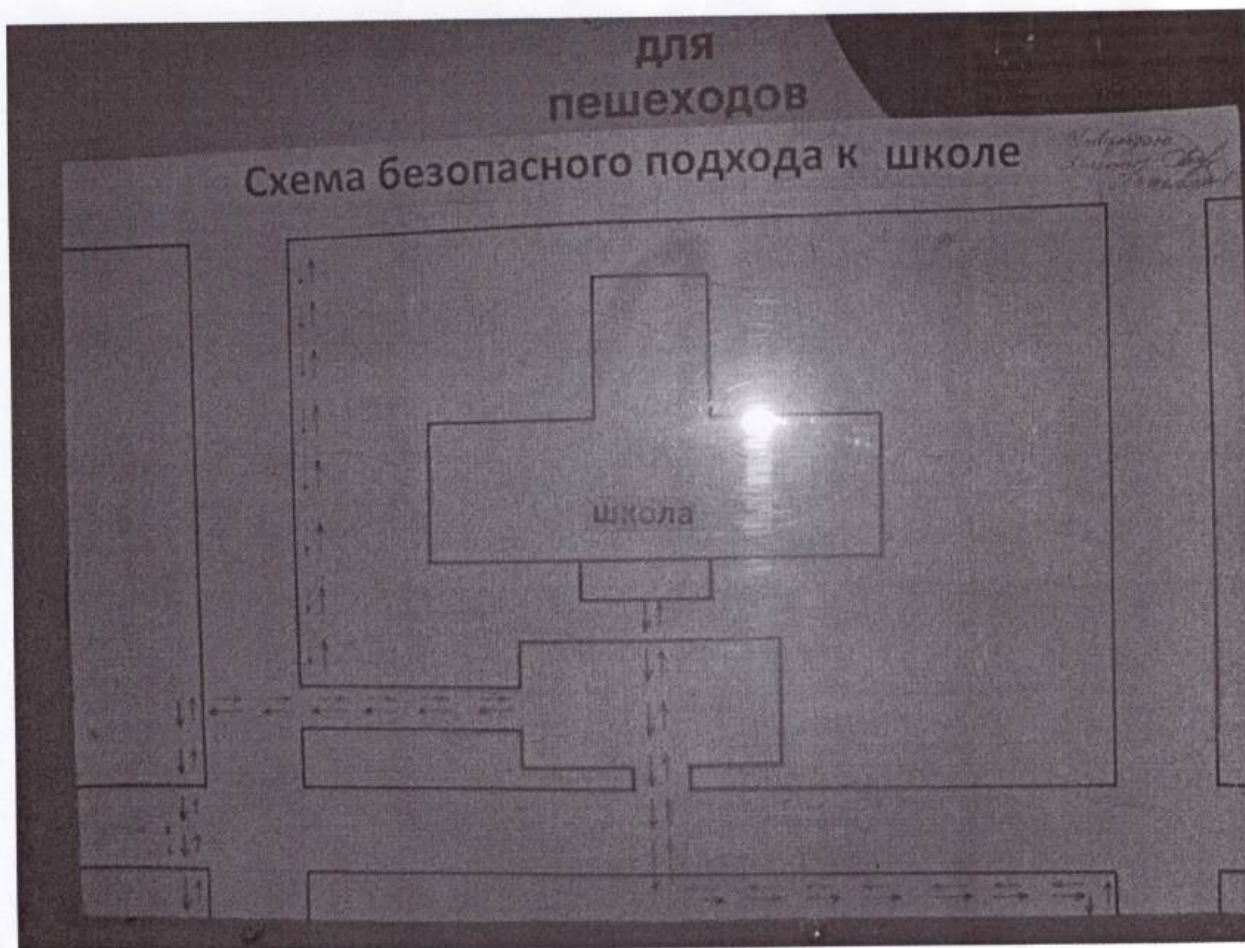 для
пешеходов
Схема безопасного подхода к школе
школа